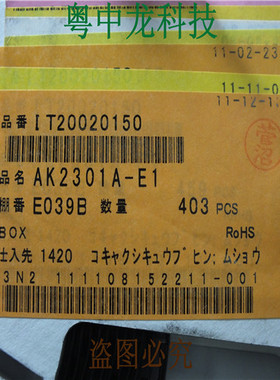 粤中龙科技
11-02-23
11-11-0
11-12-1
品番 IT20020150
品名 AK2301A-E1
棚番 E039B 数量 403 PCS
BOX RoHS
仕入先 1420 コキャクシキュウブヒン;ムショウ
3N2 1111108152211-001
盗图必究